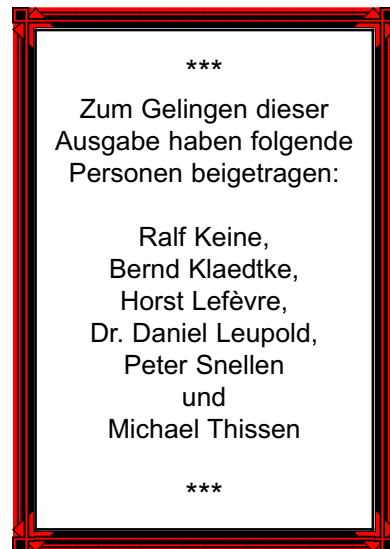 ***
Zum Gelingen dieser
Ausgabe haben folgende
Personen beigetragen:
Ralf Keine,
Bernd Klaedtke,
Horst Lefèvre,
Dr. Daniel Leupold,
Peter Snellen
und
Michael Thissen
***